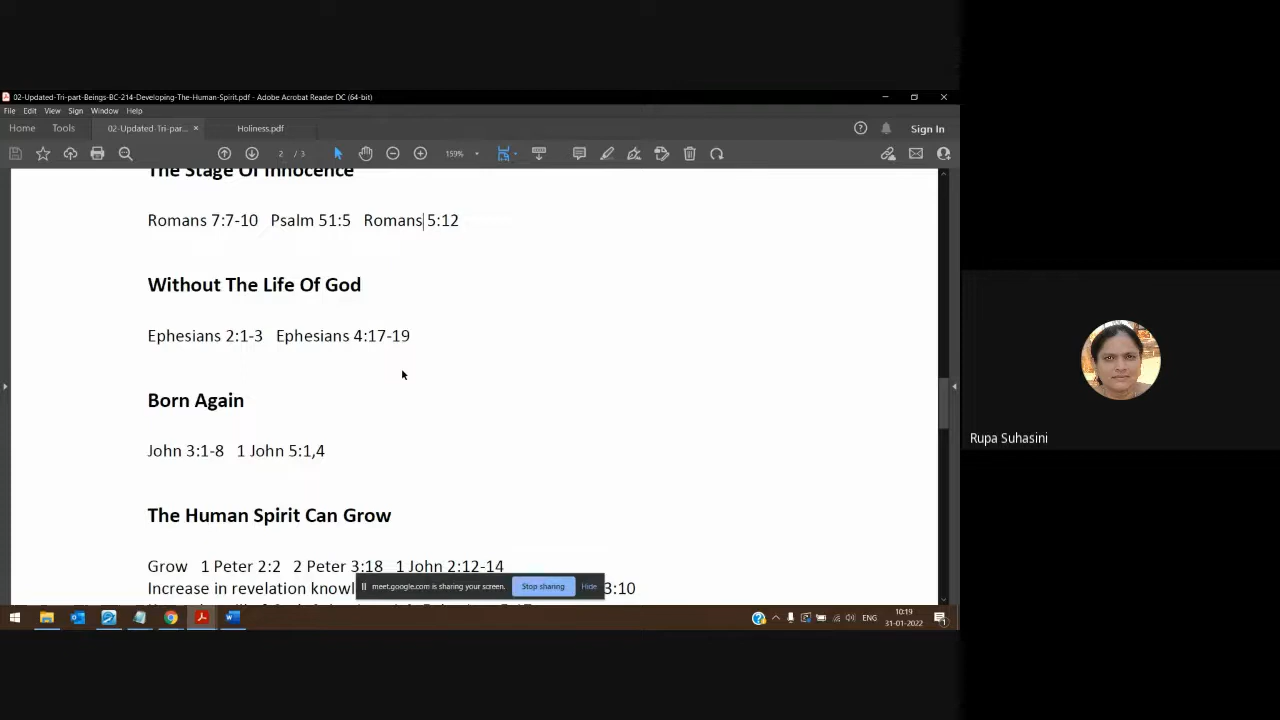 02-Updated-Tri-part-Beings-BC-214-Developing-The-Human-Spirit.pdf - Adobe Acrobat Reader DC (64-bit)
File Edit View Sign Window Help
Home Tools 02-Updated-Tri-par... × Holiness.pdf Sign In
2 / 3 159%
The Stage Of Innocence
Romans 7:7-10 Psalm 51:5 Romans 5:12
Without The Life Of God
Ephesians 2:1-3 Ephesians 4:17-19
Born Again
John 3:1-8 1 John 5:1,4
Rupa Suhasini
The Human Spirit Can Grow
Grow 1 Peter 2:2 2 Peter 3:18 1 John 2:12-14
Increase in revelation knowl 3:10
meet.google.com is sharing your screen. Stop sharing Hide
ENG 10:19
31-01-2022